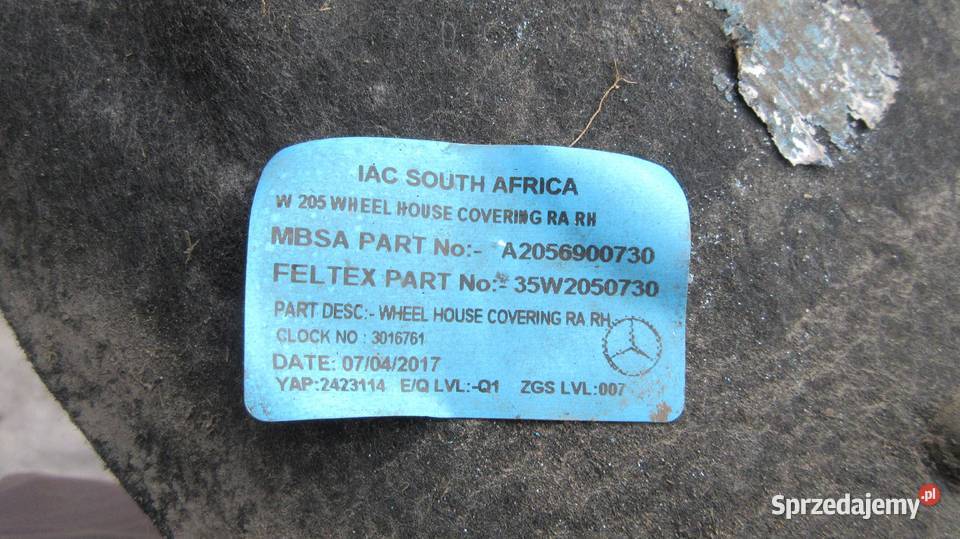 IAC SOUTH AFRICA
W 205 WHEEL HOUSE COVERING RA RH
MBSA PART No:- A2056900730
FELTEX PART No:- 35W2050730
PART DESC:- WHEEL HOUSE COVERING RA RH
CLOCK NO : 3016761
DATE: 07/04/2017
YAP:2423114 E/Q LVL:-Q1 ZGS LVL:007
Sprzedajemy.pl